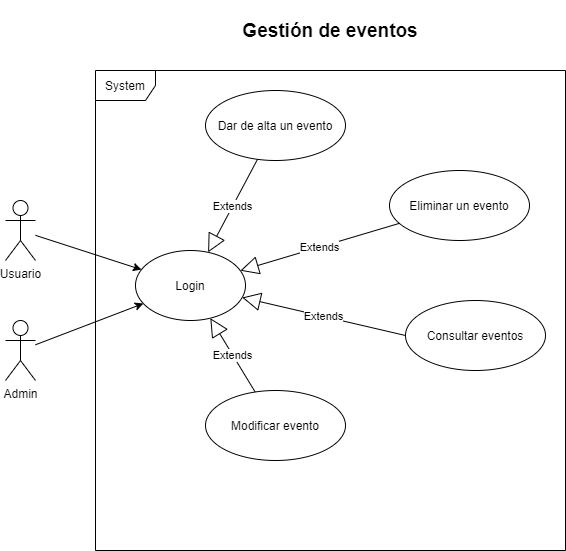 Gestión de eventos
System
Dar de alta un evento
Extends
Eliminar un evento
Extends
Usuario
Login
Extends
Consultar eventos
Admin
Extends
Modificar evento